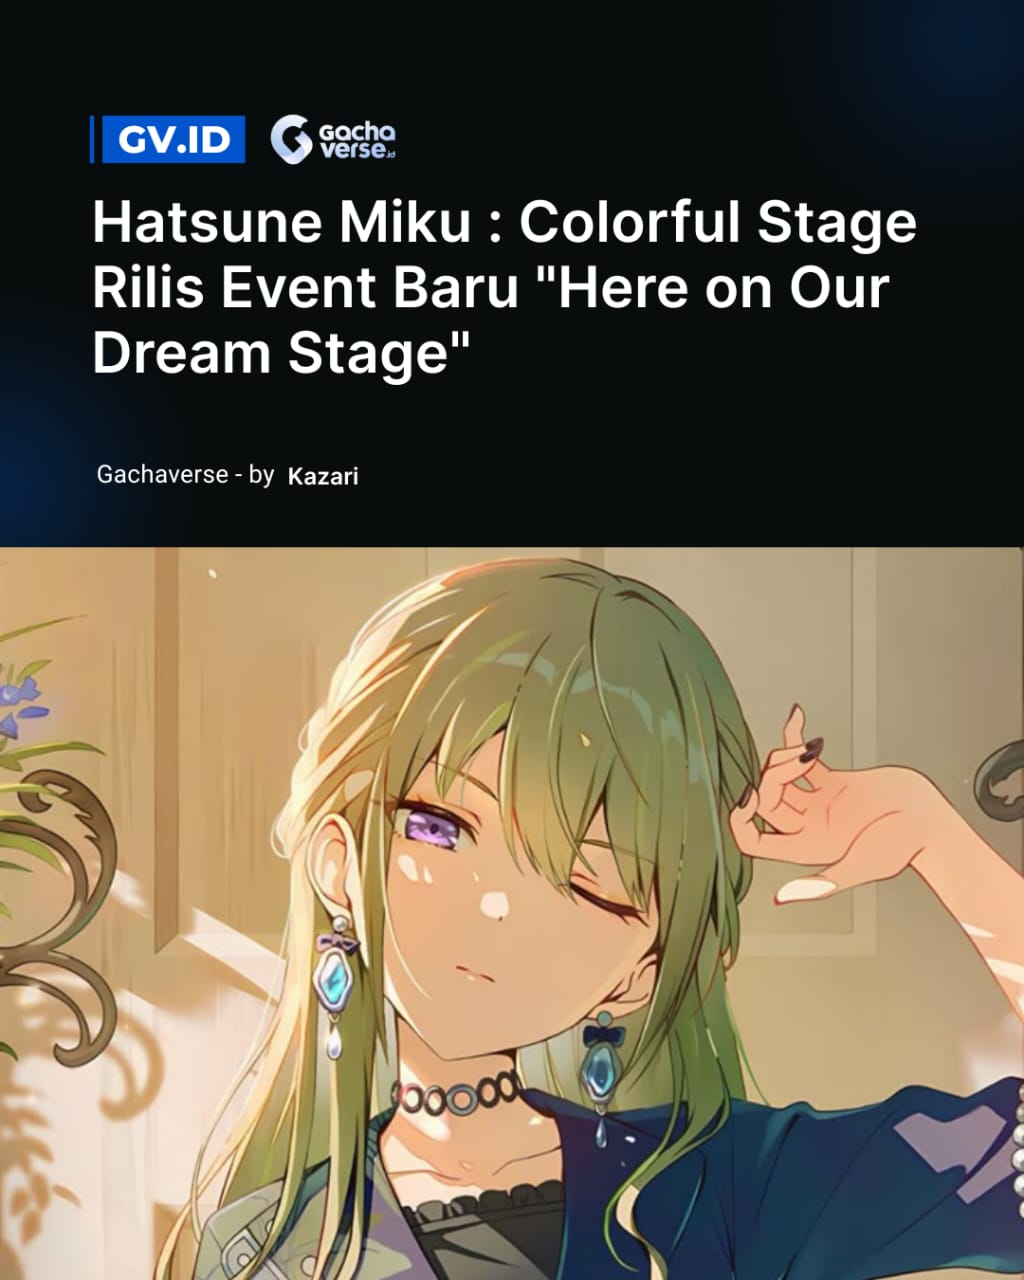 GV.ID
Gacha
verse.id
Hatsune Miku : Colorful Stage
Rilis Event Baru "Here on Our
Dream Stage"
Gachaverse - by Kazari